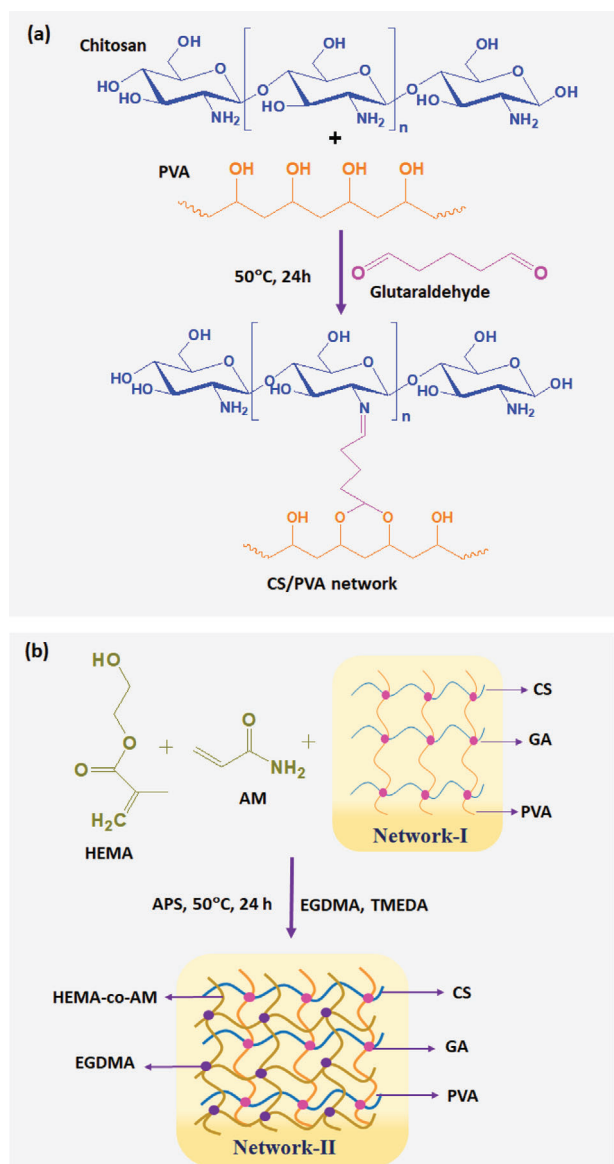 (a)
Chitosan
OH
OH
OH
HO
HO
O
NH2
O
HO
O
NH2
n
O
HO
O
OH
NH2
+
PVA
OH OH OH OH
50°C, 24h
O
O
Glutaraldehyde
OH
OH
OH
HO
HO
O
NH2
O
HO
O
N
n
O
HO
O
OH
NH2
OH O O OH
CS/PVA network
(b)
HO
O
O
H2C
HEMA
+
O
NH2
AM
+
CS
GA
PVA
Network-I
APS, 50°C, 24 h
EGDMA, TMEDA
HEMA-co-AM
CS
EGDMA
GA
PVA
Network-II